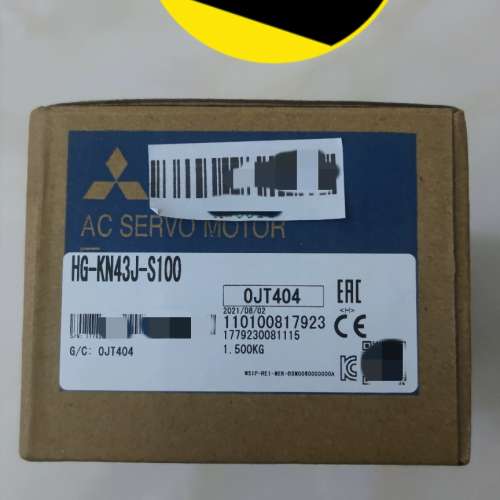 AC SERVO MOTOR
HG-KN43J-S100
0JT404
EAC
2021/08/02
<H>
110100817923
CE
1779230081115
G/C: 0JT404
1.500KG